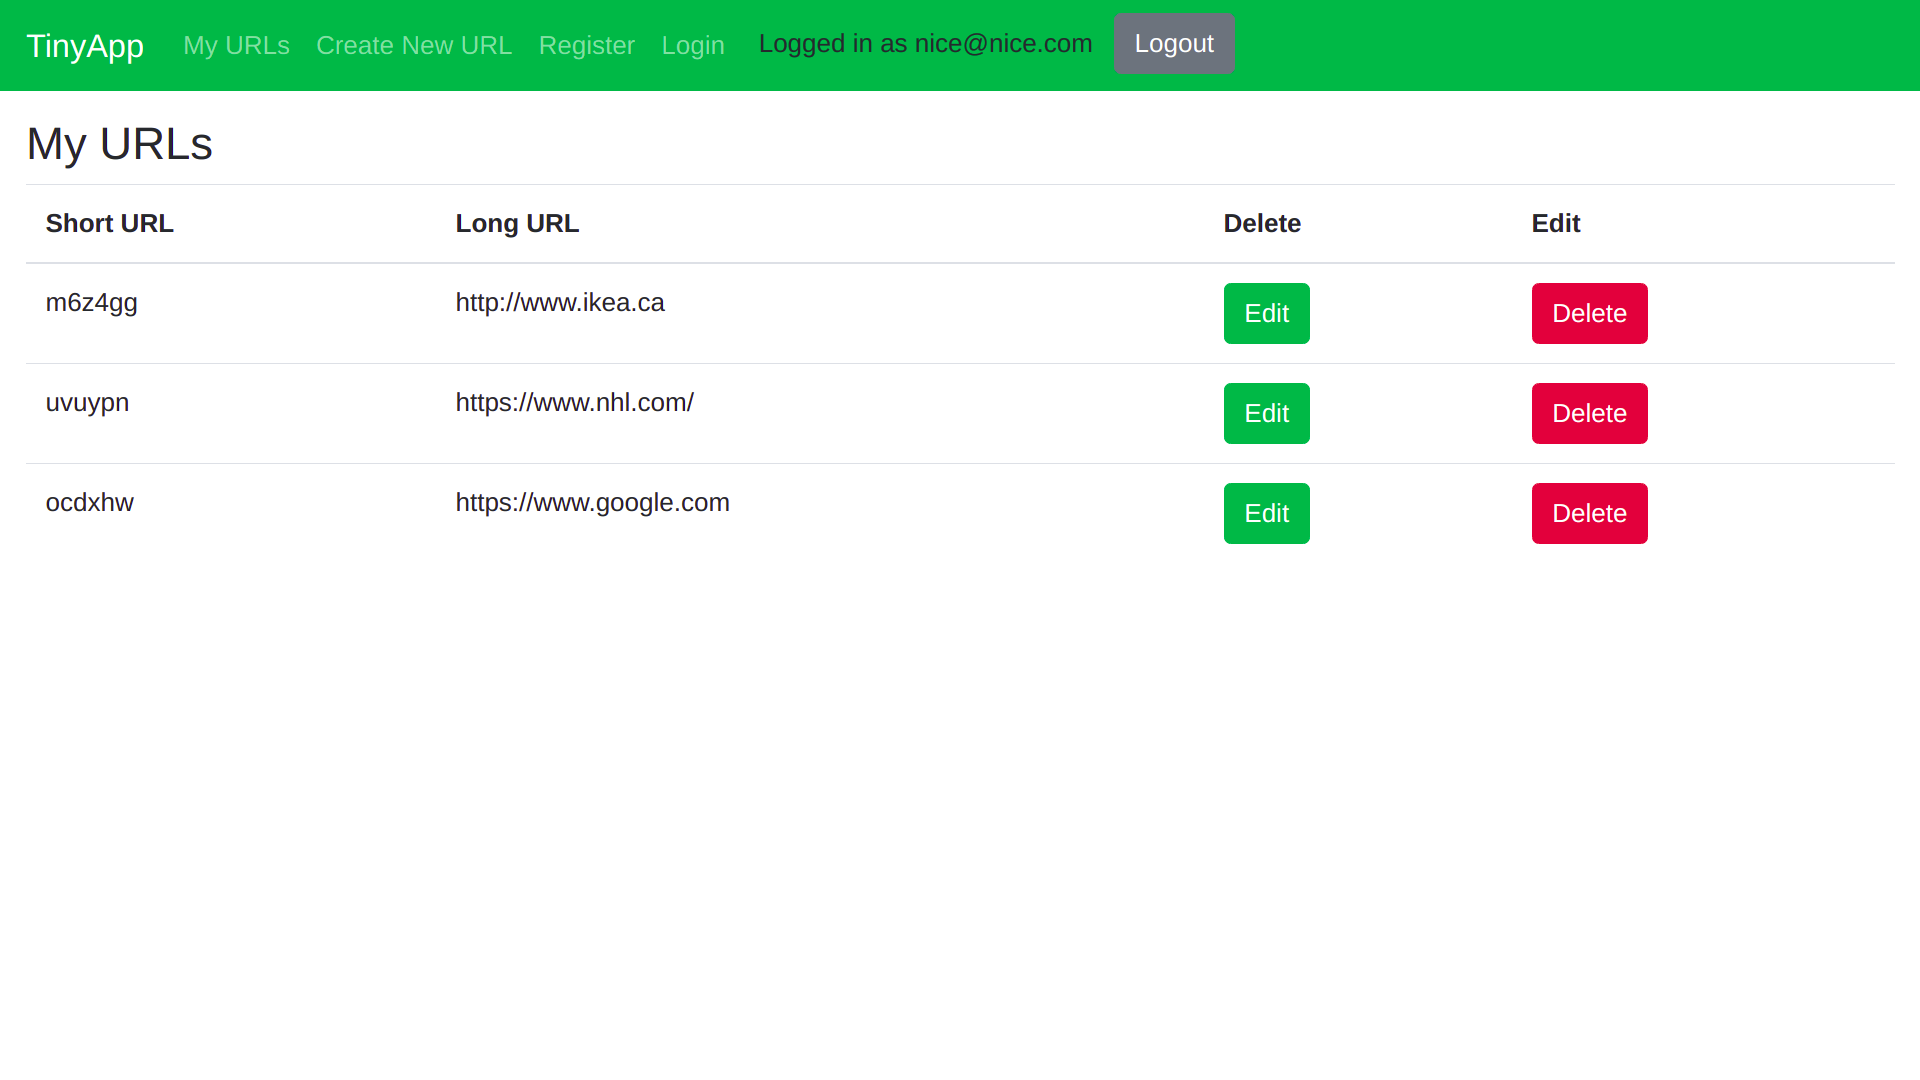 TinyApp My URLs Create New URL Register Login Logged in as nice@nice.com Logout
My URLs
Short URL Long URL Delete Edit
m6z4gg http://www.ikea.ca Edit Delete
uvuypn https://www.nhl.com/ Edit Delete
ocdxhw https://www.google.com Edit Delete